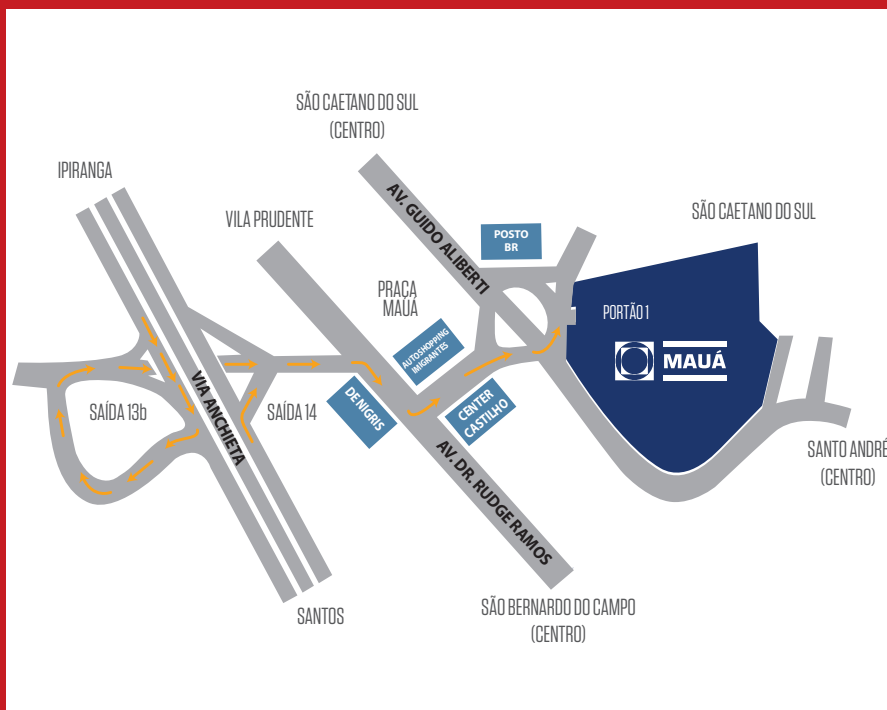 SÃO CAETANO DO SUL
(CENTRO)
IPIRANGA
VILA PRUDENTE
AV. GUIDO ALIBERTI
POSTO
BR
SÃO CAETANO DO SUL
PRAÇA
MAUÁ
PORTÃO 1
AUTOSHOPPING
IMIGRANTES
MAUÁ
VIA ANCHIETA
SAÍDA 13b
SAÍDA 14
DE NIGRIS
CENTER
CASTILHO
AV. DR. RUDGE RAMOS
SANTO ANDRÉ
(CENTRO)
SANTOS
SÃO BERNARDO DO CAMPO
(CENTRO)